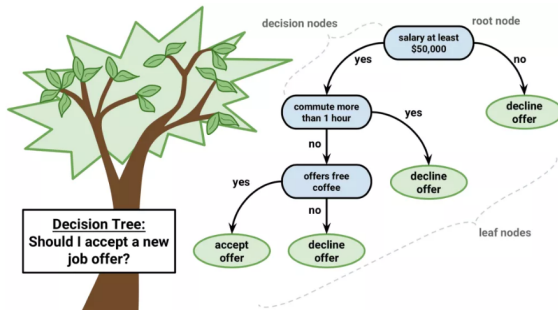 decision nodes
root node
salary at least
$50,000
yes
no
commute more
than 1 hour
decline
offer
yes
no
offers free
coffee
decline
offer
yes
no
Decision Tree:
Should I accept a new
job offer?
accept
offer
decline
offer
leaf nodes